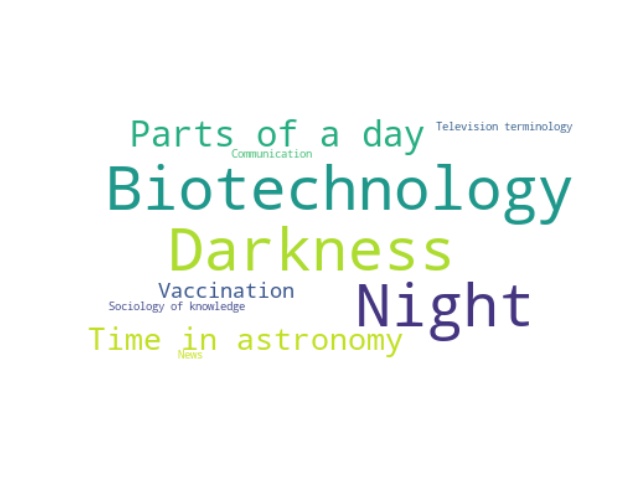 Parts of a day
Television terminology
Communication
Biotechnology
Darkness
Vaccination
Night
Sociology of knowledge
Time in astronomy
News